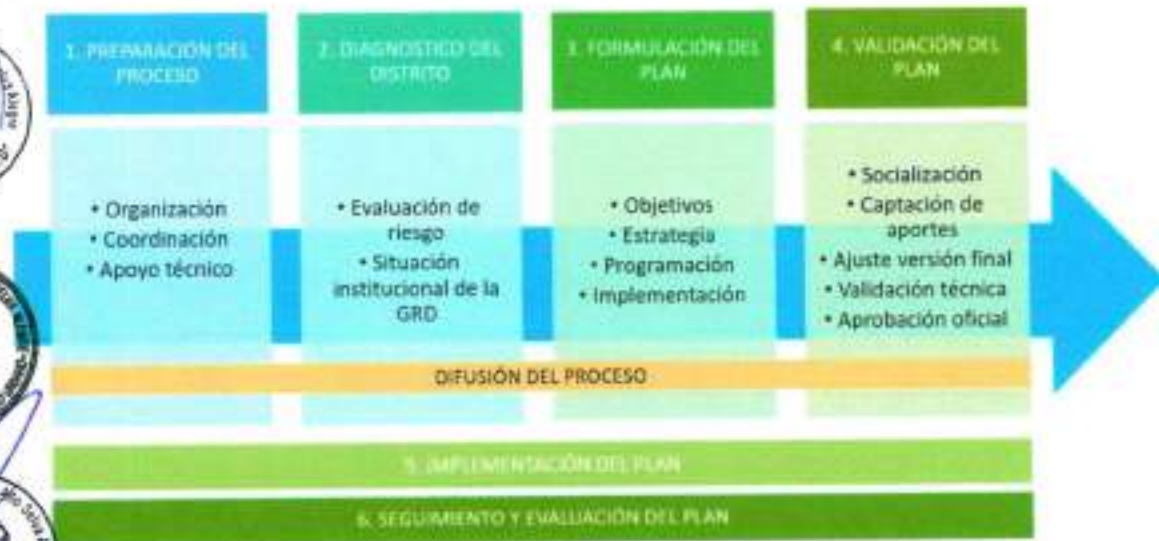 1. PREPARACIÓN DEL
PROCESO
• Organización
• Coordinación
• Apoyo técnico
2. DIAGNOSTICO DEL
DISTRITO
• Evaluación de
riesgo
• Situación
institucional de la
GRD
3. FORMULACIÓN DEL
PLAN
• Objetivos
• Estrategia
• Programación
• Implementación
4. VALIDACIÓN DEL
PLAN
• Socialización
• Captación de
aportes
• Ajuste versión final
• Validación técnica
• Aprobación oficial
DIFUSIÓN DEL PROCESO
5. IMPLEMENTACIÓN DEL PLAN
6. SEGUIMIENTO Y EVALUACIÓN DEL PLAN